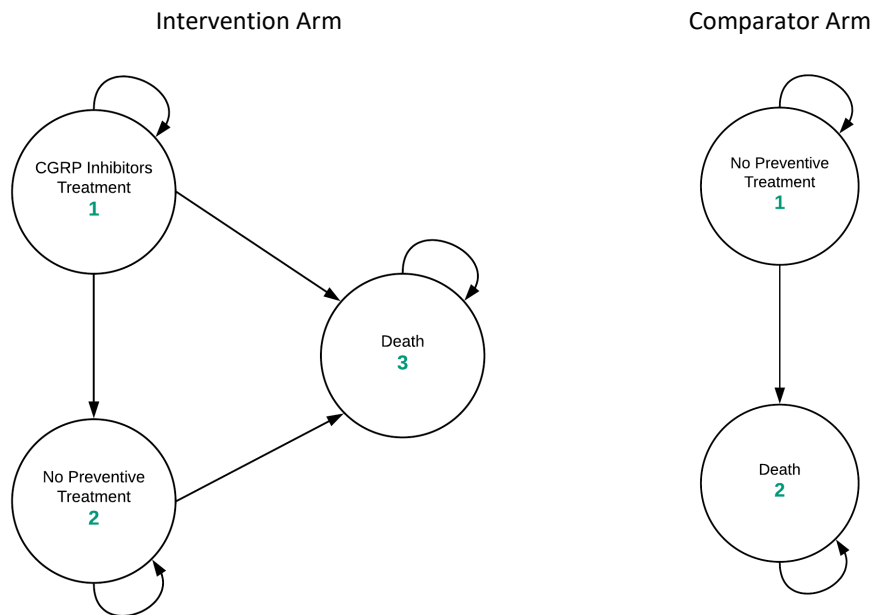 Intervention Arm
Comparator Arm
CGRP Inhibitors
Treatment
1
No Preventive
Treatment
2
Death
3
No Preventive
Treatment
1
Death
2